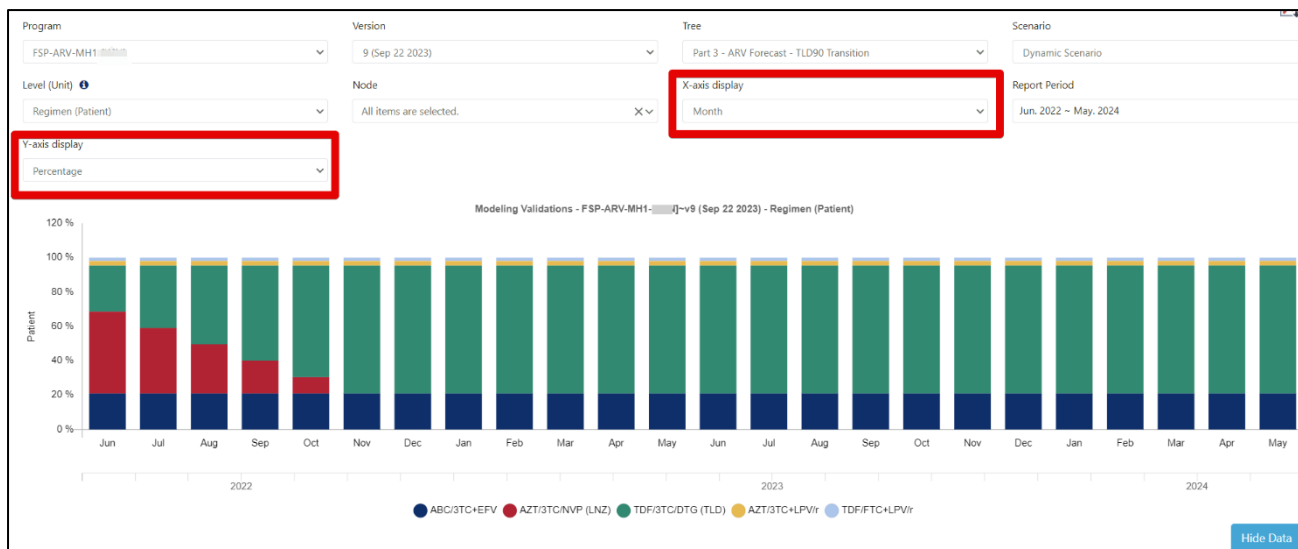 Program Version Tree Scenario
FSP-ARV-MH1 9 (Sep 22 2023) Part 3 - ARV Forecast - TLD90 Transition Dynamic Scenario
Level (Unit) Node X-axis display Report Period
Regimen (Patient) All items are selected. Month Jun. 2022 ~ May. 2024
Y-axis display
Percentage
Modeling Validations - FSP-ARV-MH1- ]~v9 (Sep 22 2023) - Regimen (Patient)
120 %
100 %
80 %
60 %
40 %
20 %
0 %
Patient
Jun Jul Aug Sep Oct Nov Dec Jan Feb Mar Apr May Jun Jul Aug Sep Oct Nov Dec Jan Feb Mar Apr May
2022 2023 2024
ABC/3TC+EFV AZT/3TC/NVP (LNZ) TDF/3TC/DTG (TLD) AZT/3TC+LPV/r TDF/FTC+LPV/r
Hide Data